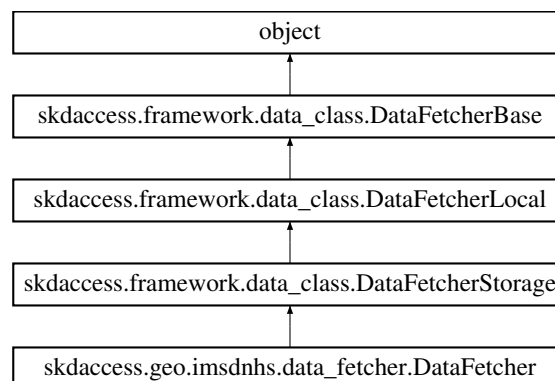 object
skdaccess.framework.data_class.DataFetcherBase
skdaccess.framework.data_class.DataFetcherLocal
skdaccess.framework.data_class.DataFetcherStorage
skdaccess.geo.imsdnhs.data_fetcher.DataFetcher